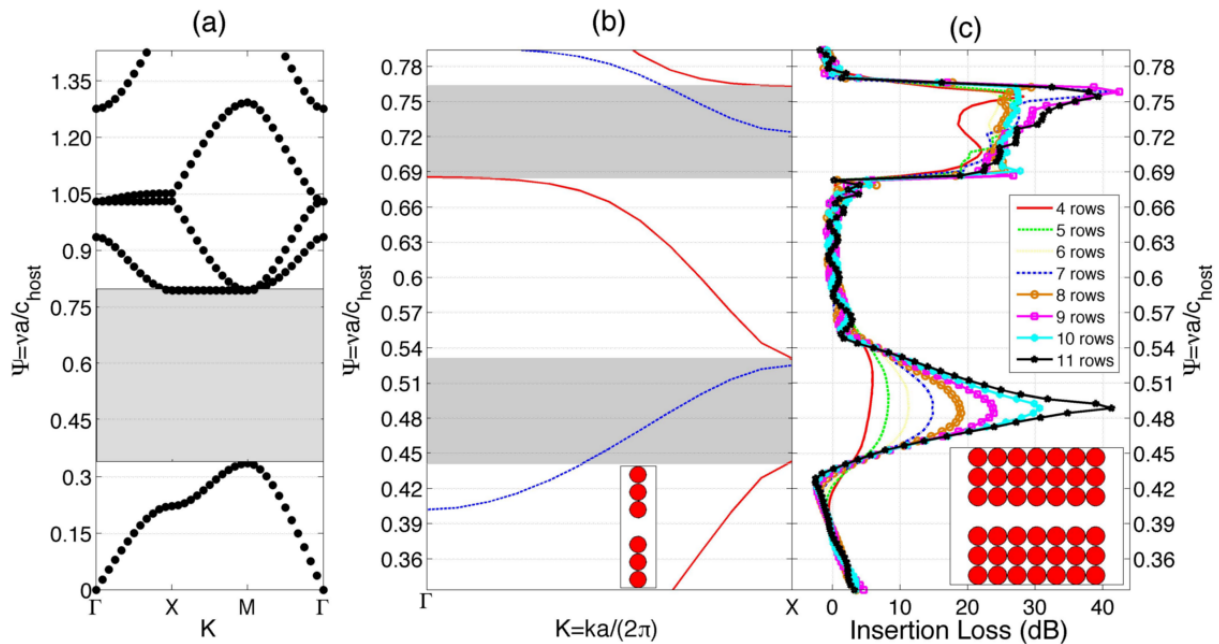 (a)
(b)
(c)
Ψ=νa/c_host
1.35
1.20
1.05
0.9
0.75
0.6
0.45
0.3
0.15
0
Γ X M Γ
K
Ψ=νa/c_host
0.78
0.75
0.72
0.69
0.66
0.63
0.6
0.57
0.54
0.51
0.48
0.45
0.42
0.39
0.36
Γ X
K=ka/(2π)
4 rows
5 rows
6 rows
7 rows
8 rows
9 rows
10 rows
11 rows
0 10 20 30 40
Insertion Loss (dB)
0.78
0.75
0.72
0.69
0.66
0.63
0.6
0.57
0.54
0.51
0.48
0.45
0.42
0.39
0.36
Ψ=νa/c_host